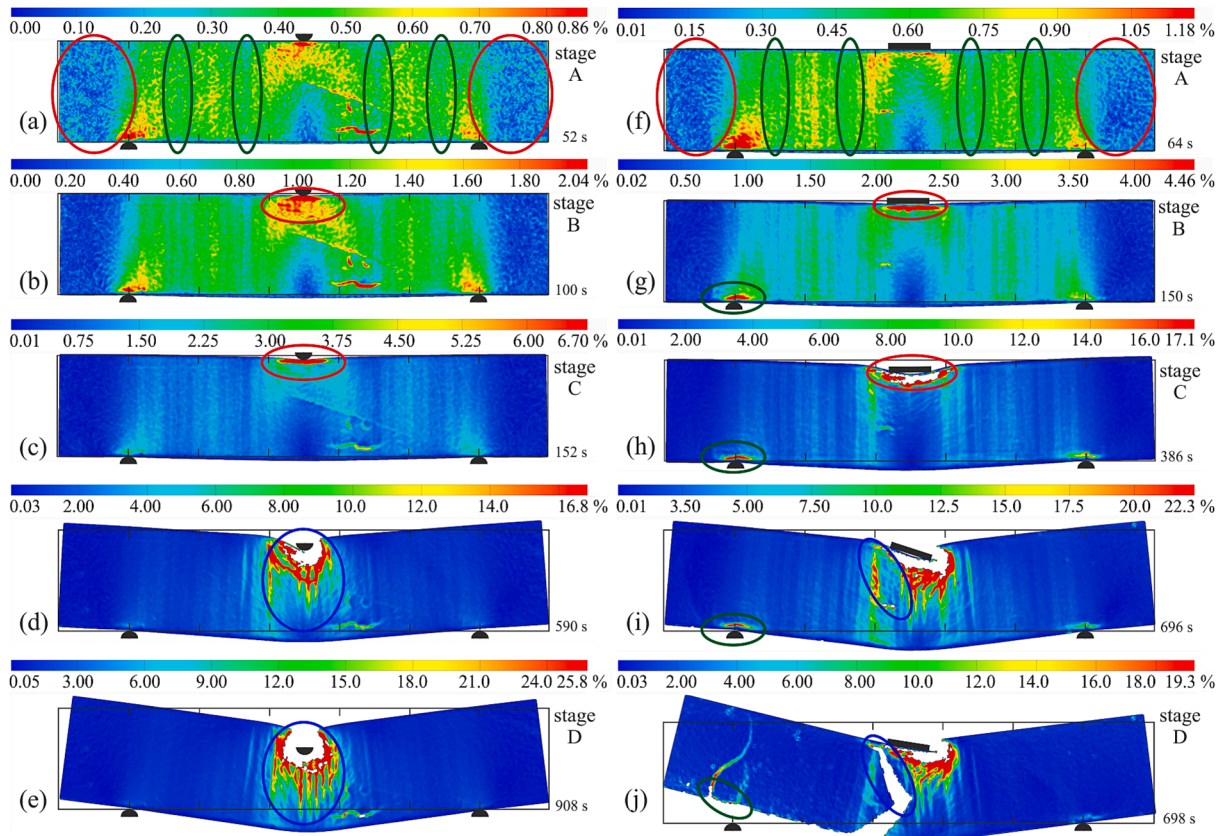 0.00 0.10 0.20 0.30 0.40 0.50 0.60 0.70 0.80 0.86 %
stage
A
(a)
52 s
0.00 0.20 0.40 0.60 0.80 1.00 1.20 1.40 1.60 1.80 2.04 %
stage
B
(b)
100 s
0.01 0.75 1.50 2.25 3.00 3.75 4.50 5.25 6.00 6.70 %
stage
C
(c)
152 s
0.03 2.00 4.00 6.00 8.00 10.0 12.0 14.0 16.8 %
(d)
590 s
0.05 3.00 6.00 9.00 12.0 15.0 18.0 21.0 24.0 25.8 %
stage
D
(e)
908 s
0.01 0.15 0.30 0.45 0.60 0.75 0.90 1.05 1.18 %
stage
A
(f)
64 s
0.02 0.50 1.00 1.50 2.00 2.50 3.00 3.50 4.00 4.46 %
stage
B
(g)
150 s
0.01 2.00 4.00 6.00 8.00 10.0 12.0 14.0 16.0 17.1 %
stage
C
(h)
386 s
0.01 3.50 5.00 7.50 10.0 12.5 15.0 17.5 20.0 22.3 %
(i)
696 s
0.03 2.00 4.00 6.00 8.00 10.0 12.0 14.0 16.0 18.0 19.3 %
stage
D
(j)
698 s